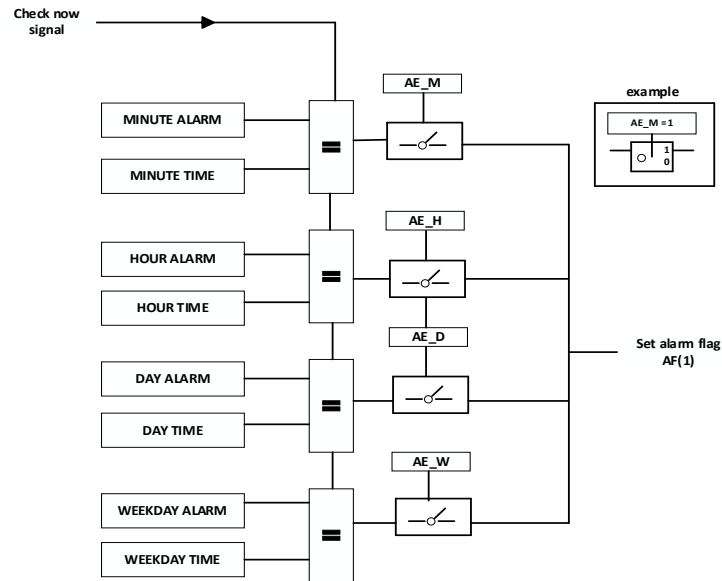 Check now
signal
AE_M
example
MINUTE ALARM
AE_M =1
1
0
=
MINUTE TIME
AE_H
HOUR ALARM
=
HOUR TIME
AE_D
Set alarm flag
AF(1)
DAY ALARM
=
DAY TIME
AE_W
WEEKDAY ALARM
=
WEEKDAY TIME